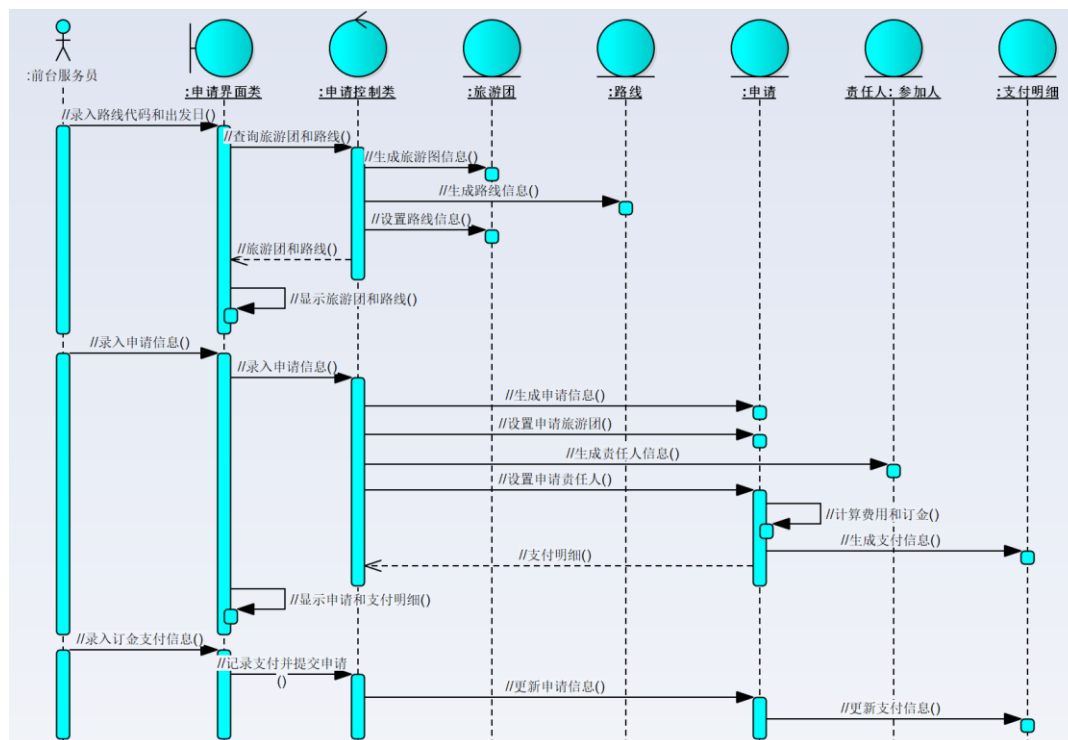 :前台服务员
:申请界面类
:申请控制类
:旅游团
:路线
:申请
责任人: 参加人
:支付明细
//录入路线代码和出发日()
//查询旅游团和路线()
//生成旅游图信息()
//生成路线信息()
//设置路线信息()
//旅游团和路线()
//显示旅游团和路线()
//录入申请信息()
//录入申请信息()
//生成申请信息()
//设置申请旅游团()
//生成责任人信息()
//设置申请责任人()
//计算费用和订金()
//生成支付信息()
//支付明细()
//显示申请和支付明细()
//录入订金支付信息()
//记录支付并提交申请
()
//更新申请信息()
//更新支付信息()